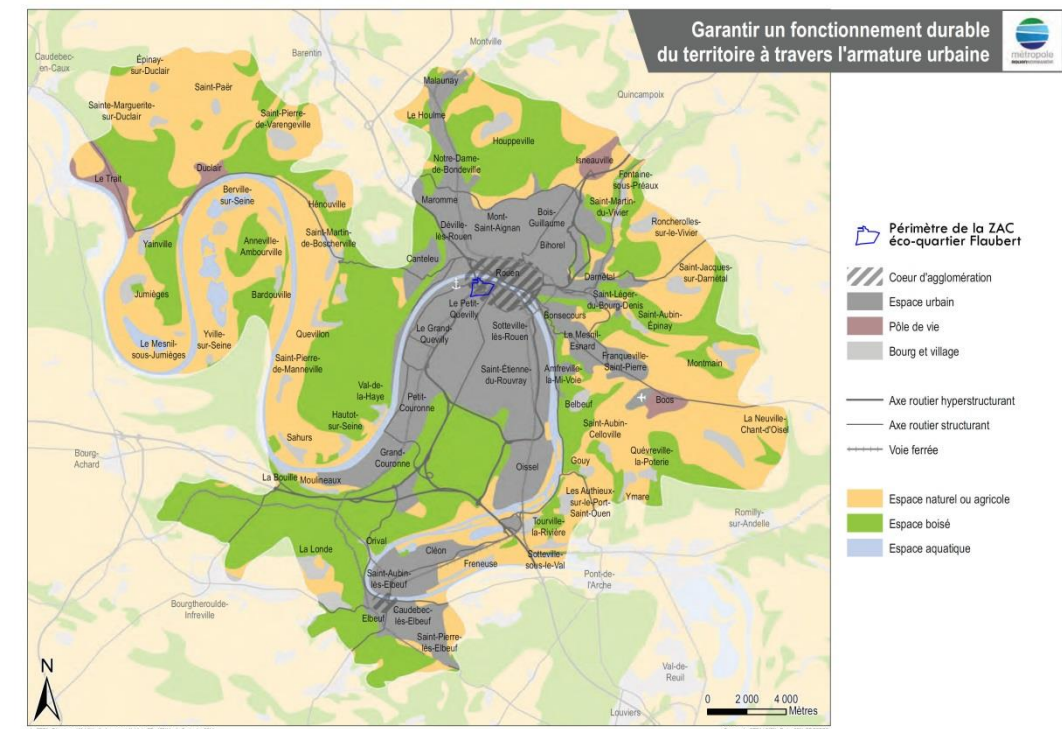 Garantir un fonctionnement durable
du territoire à travers l'armature urbaine
métropole
Caudebec-
en-Caux
Épinay-
sur-Duclair
Barentin
Montville
Saint-Paër
Malaunay
Quincampoix
Sainte-Marguerite-
sur-Duclair
Saint-Pierre-
de-Varengeville
Le Houlme
Houppeville
Isneauville
Notre-Dame-
de-Bondeville
Le Trait
Duclair
Fontaine-
sous-Préaux
Berville-
sur-Seine
Hénouville
Maromme
Mont-
Saint-Aignan
Bois-
Guillaume
Saint-Martin-
du-Vivier
Roncherolles-
sur-le-Vivier
Yainville
Anneville-
Ambourville
Saint-Martin-
de-Boscherville
Déville-
lès-Rouen
Bihorel
Canteleu
Rouen
Darnétal
Saint-Jacques-
sur-Darnétal
Jumièges
Bardouville
Le Petit-
Quevilly
Saint-Léger-
du-Bourg-Denis
Bonsecours
Saint-Aubin-
Épinay
Le Mesnil-
sous-Jumièges
Yville-
sur-Seine
Quevillon
Le Grand-
Quevilly
Sotteville-
lès-Rouen
Le Mesnil-
Esnard
Saint-Pierre-
de-Manneville
Franqueville-
Saint-Pierre
Montmain
Val-de-
la-Haye
Saint-Étienne-
du-Rouvray
Amfreville-
la-Mi-Voie
Petit-
Couronne
Belbeuf
Boos
Hautot-
sur-Seine
Saint-Aubin-
Celloville
La Neuville-
Chant-d'Oisel
Sahurs
Grand-
Couronne
Quévreville-
la-Poterie
Bourg-
Achard
Gouy
Oissel
La Bouille
Moulineaux
Les Authieux-
sur-le-Port-
Saint-Ouen
Ymare
Romilly-
sur-Andelle
Tourville-
la-Rivière
Orival
La Londe
Cléon
Sotteville-
sous-le-Val
Freneuse
Saint-Aubin-
lès-Elbeuf
Pont-de-
l'Arche
Bourgtheroulde-
Infreville
Elbeuf
Caudebec-
lès-Elbeuf
Saint-Pierre-
lès-Elbeuf
Val-de-
Reuil
Louviers
N
0 2 000 4 000
Mètres
Périmètre de la ZAC
éco-quartier Flaubert
Coeur d'agglomération
Espace urbain
Pôle de vie
Bourg et village
Axe routier hyperstructurant
Axe routier structurant
Voie ferrée
Espace naturel ou agricole
Espace boisé
Espace aquatique